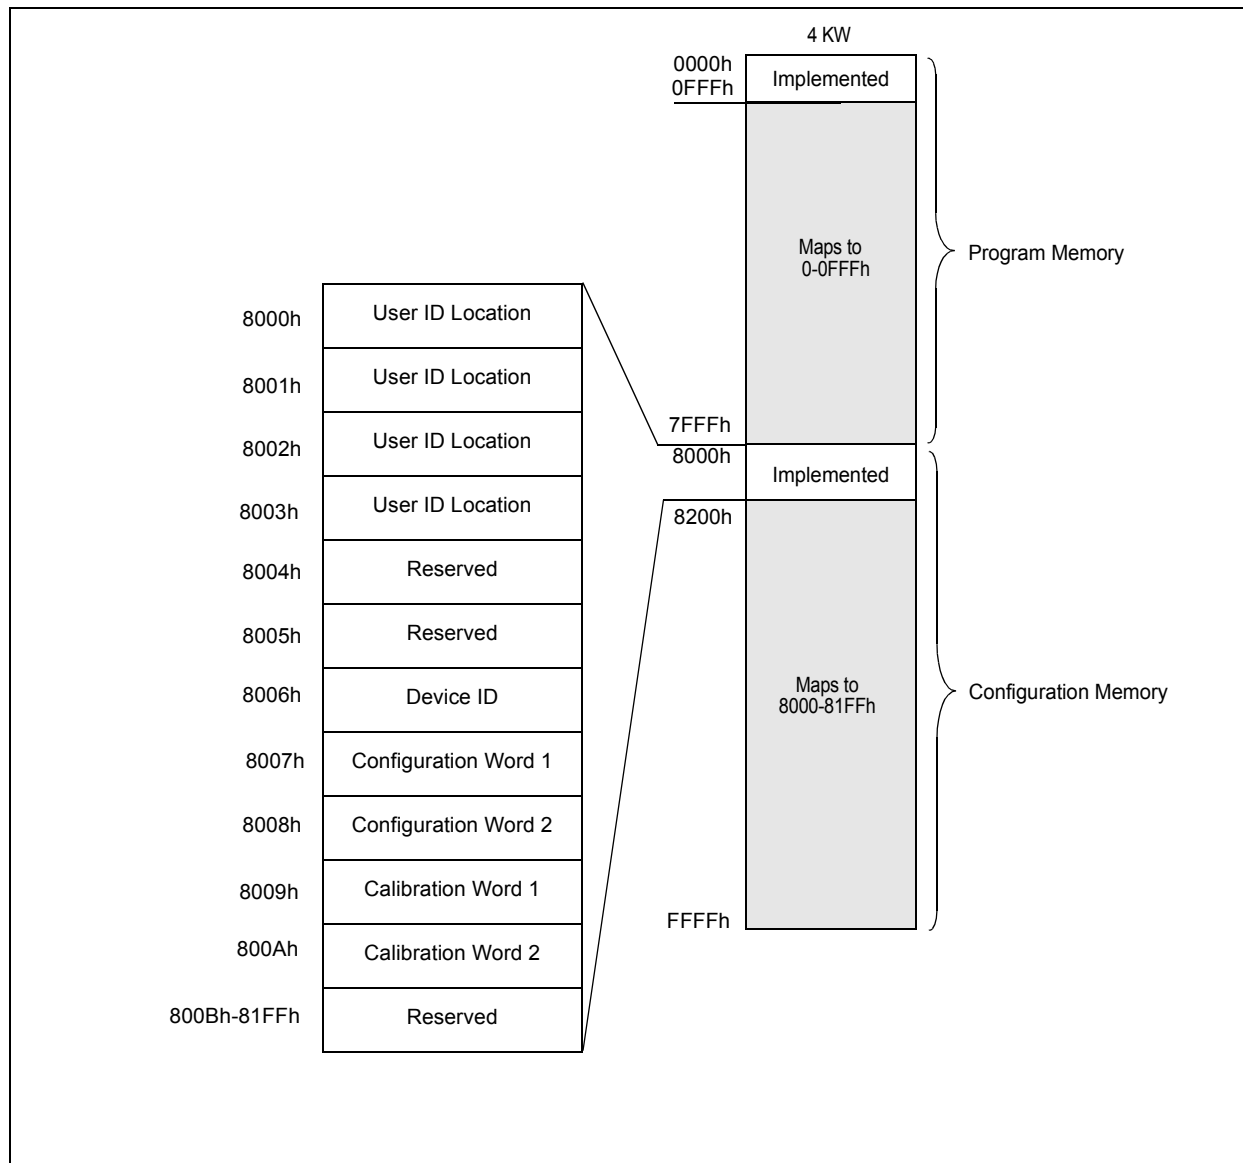 4 KW
0000h
Implemented
0FFFh
Maps to
0-0FFFh
Program Memory
7FFFh
8000h
Implemented
8200h
Maps to
8000-81FFh
Configuration Memory
FFFFh
8000h User ID Location
8001h User ID Location
8002h User ID Location
8003h User ID Location
8004h Reserved
8005h Reserved
8006h Device ID
8007h Configuration Word 1
8008h Configuration Word 2
8009h Calibration Word 1
800Ah Calibration Word 2
800Bh-81FFh Reserved